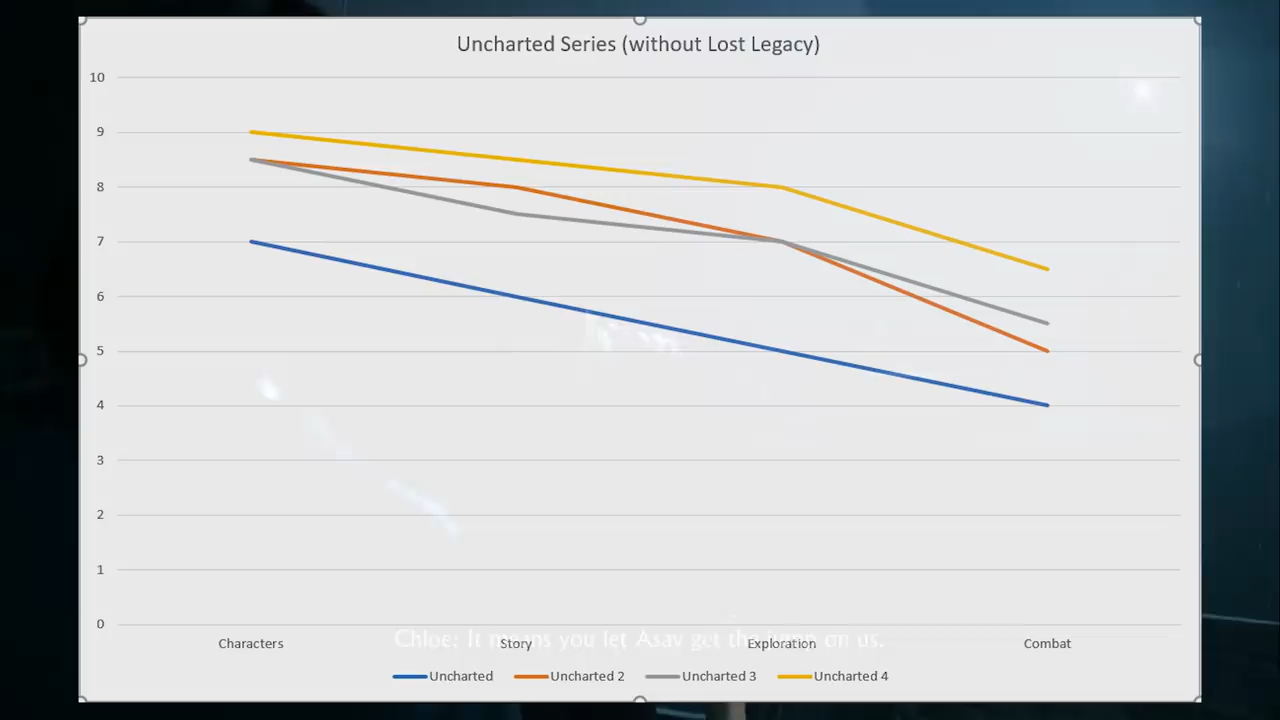 Uncharted Series (without Lost Legacy)
10
9
8
7
6
5
4
3
2
1
0
Characters Story Exploration Combat
Chloe: It means you let Asav get the jump on us.
Uncharted Uncharted 2 Uncharted 3 Uncharted 4